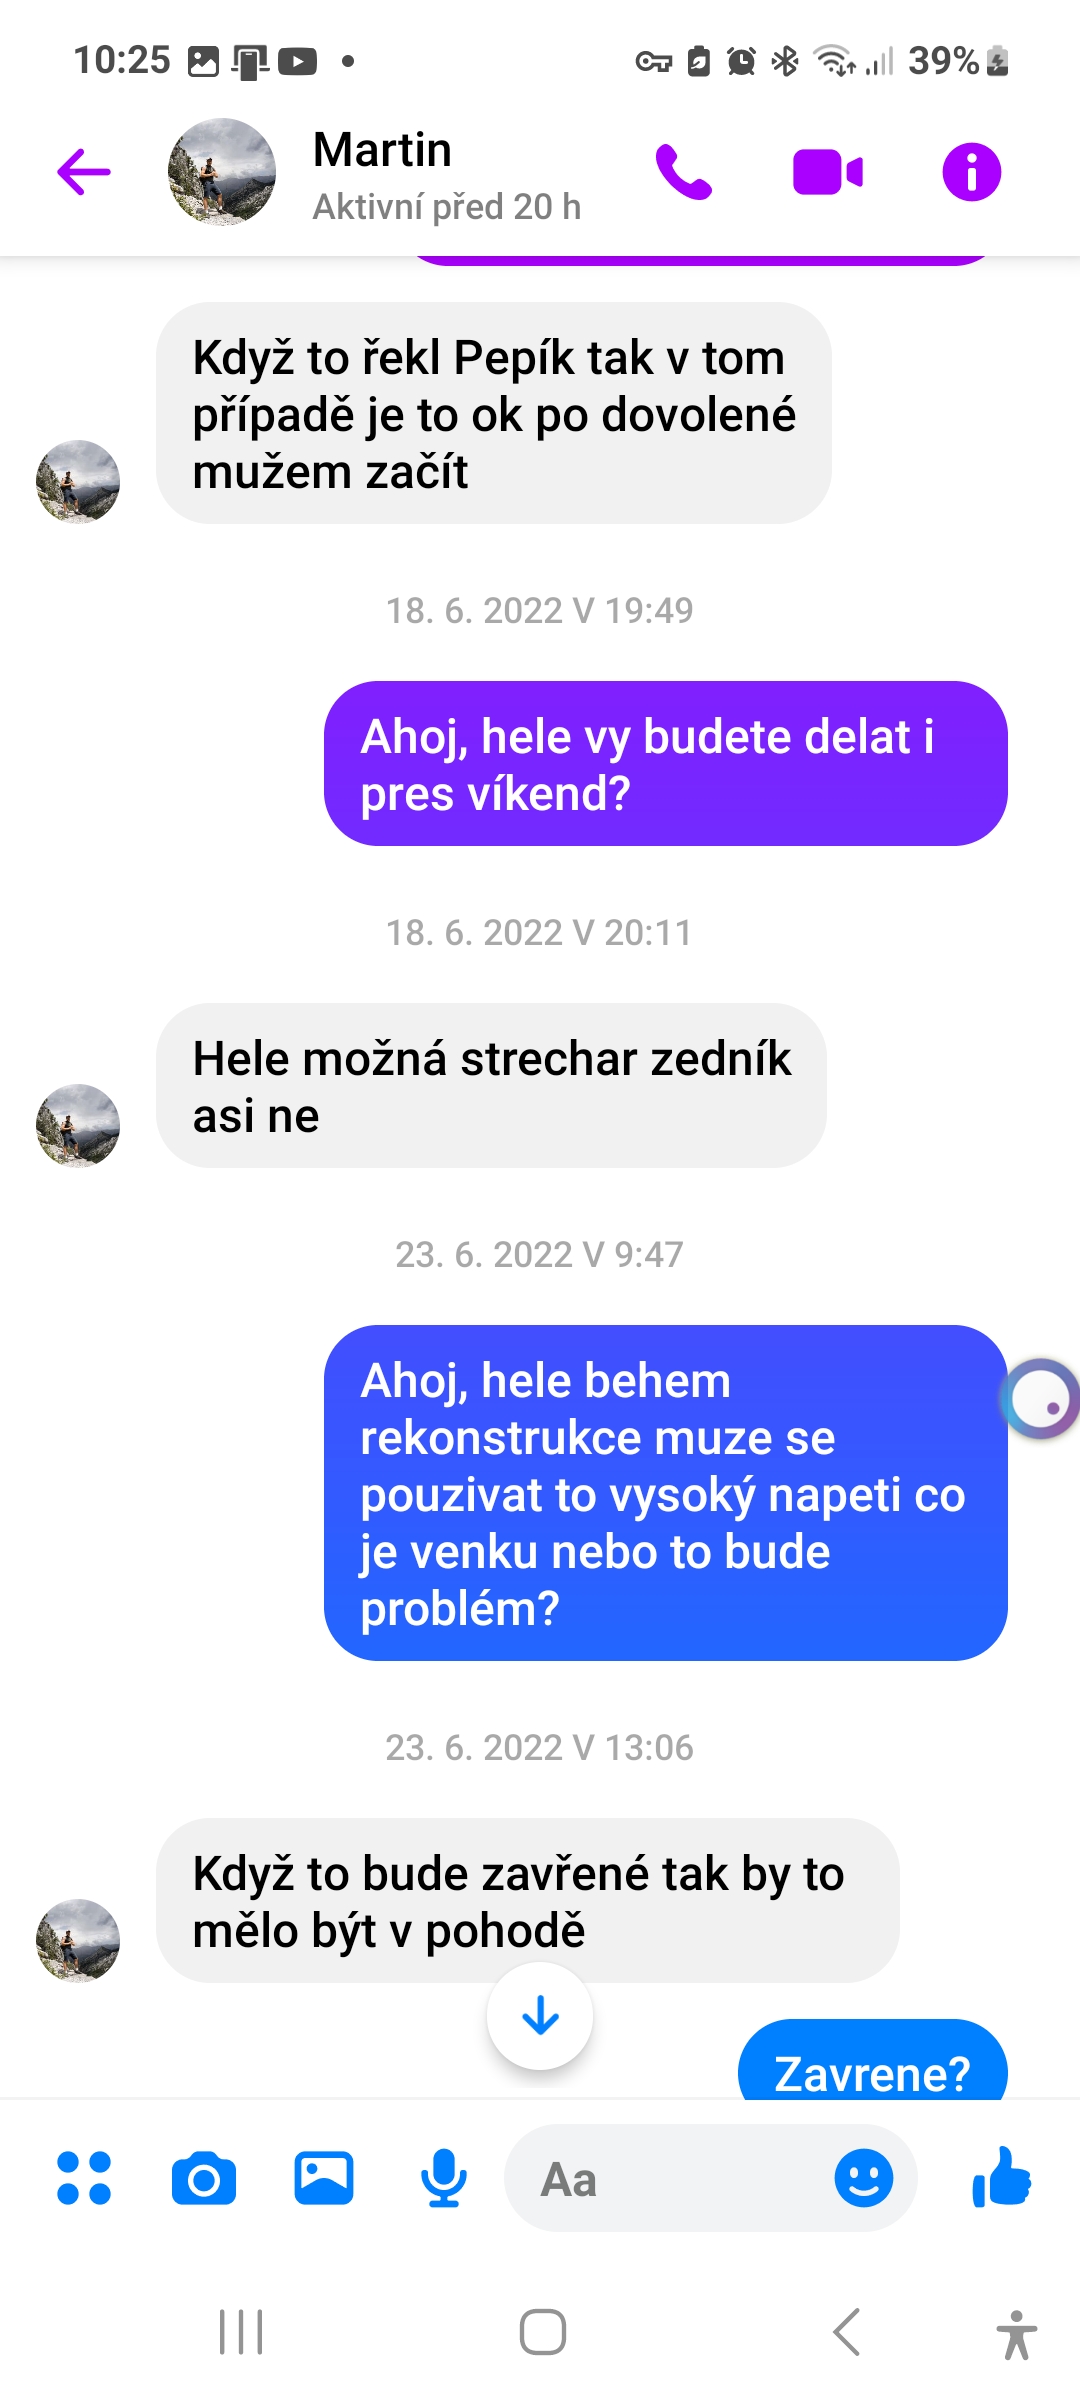 10:25
39%
Martin
Aktivní před 20 h
Když to řekl Pepík tak v tom
případě je to ok po dovolené
mužem začít
18. 6. 2022 V 19:49
Ahoj, hele vy budete delat i
pres víkend?
18. 6. 2022 V 20:11
Hele možná strechar zedník
asi ne
23. 6. 2022 V 9:47
Ahoj, hele behem
rekonstrukce muze se
pouzivat to vysoký napeti co
je venku nebo to bude
problém?
23. 6. 2022 V 13:06
Když to bude zavřené tak by to
mělo být v pohodě
Zavrene?
Aa